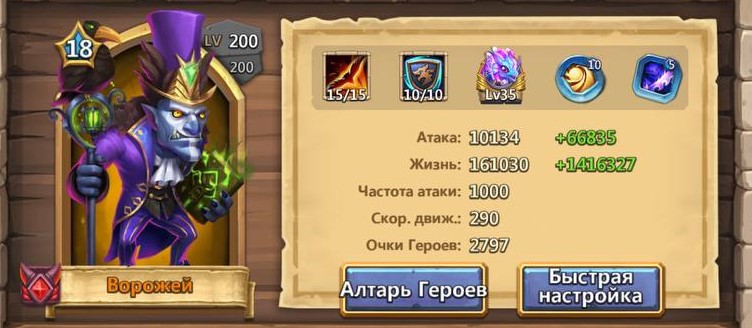 18
LV 200
200
Ворожей
15/15
10/10
Lv35
10
5
Атака: 10134 +66835
Жизнь: 161030 +1416327
Частота атаки: 1000
Скор. движ.: 290
Очки Героев: 2797
Алтарь Героев
Быстрая
настройка